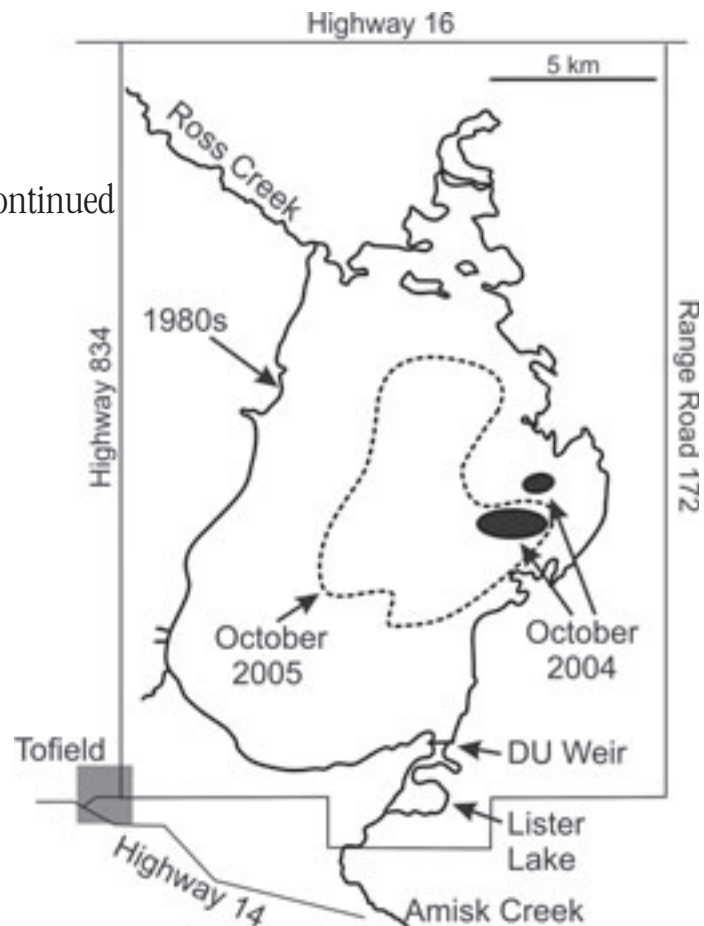 Highway 16
5 km
Ross Creek
ontinued
1980s
Highway 834
Range Road 172
October
2005
October
2004
Tofield
DU Weir
Lister
Lake
Highway 14
Amisk Creek